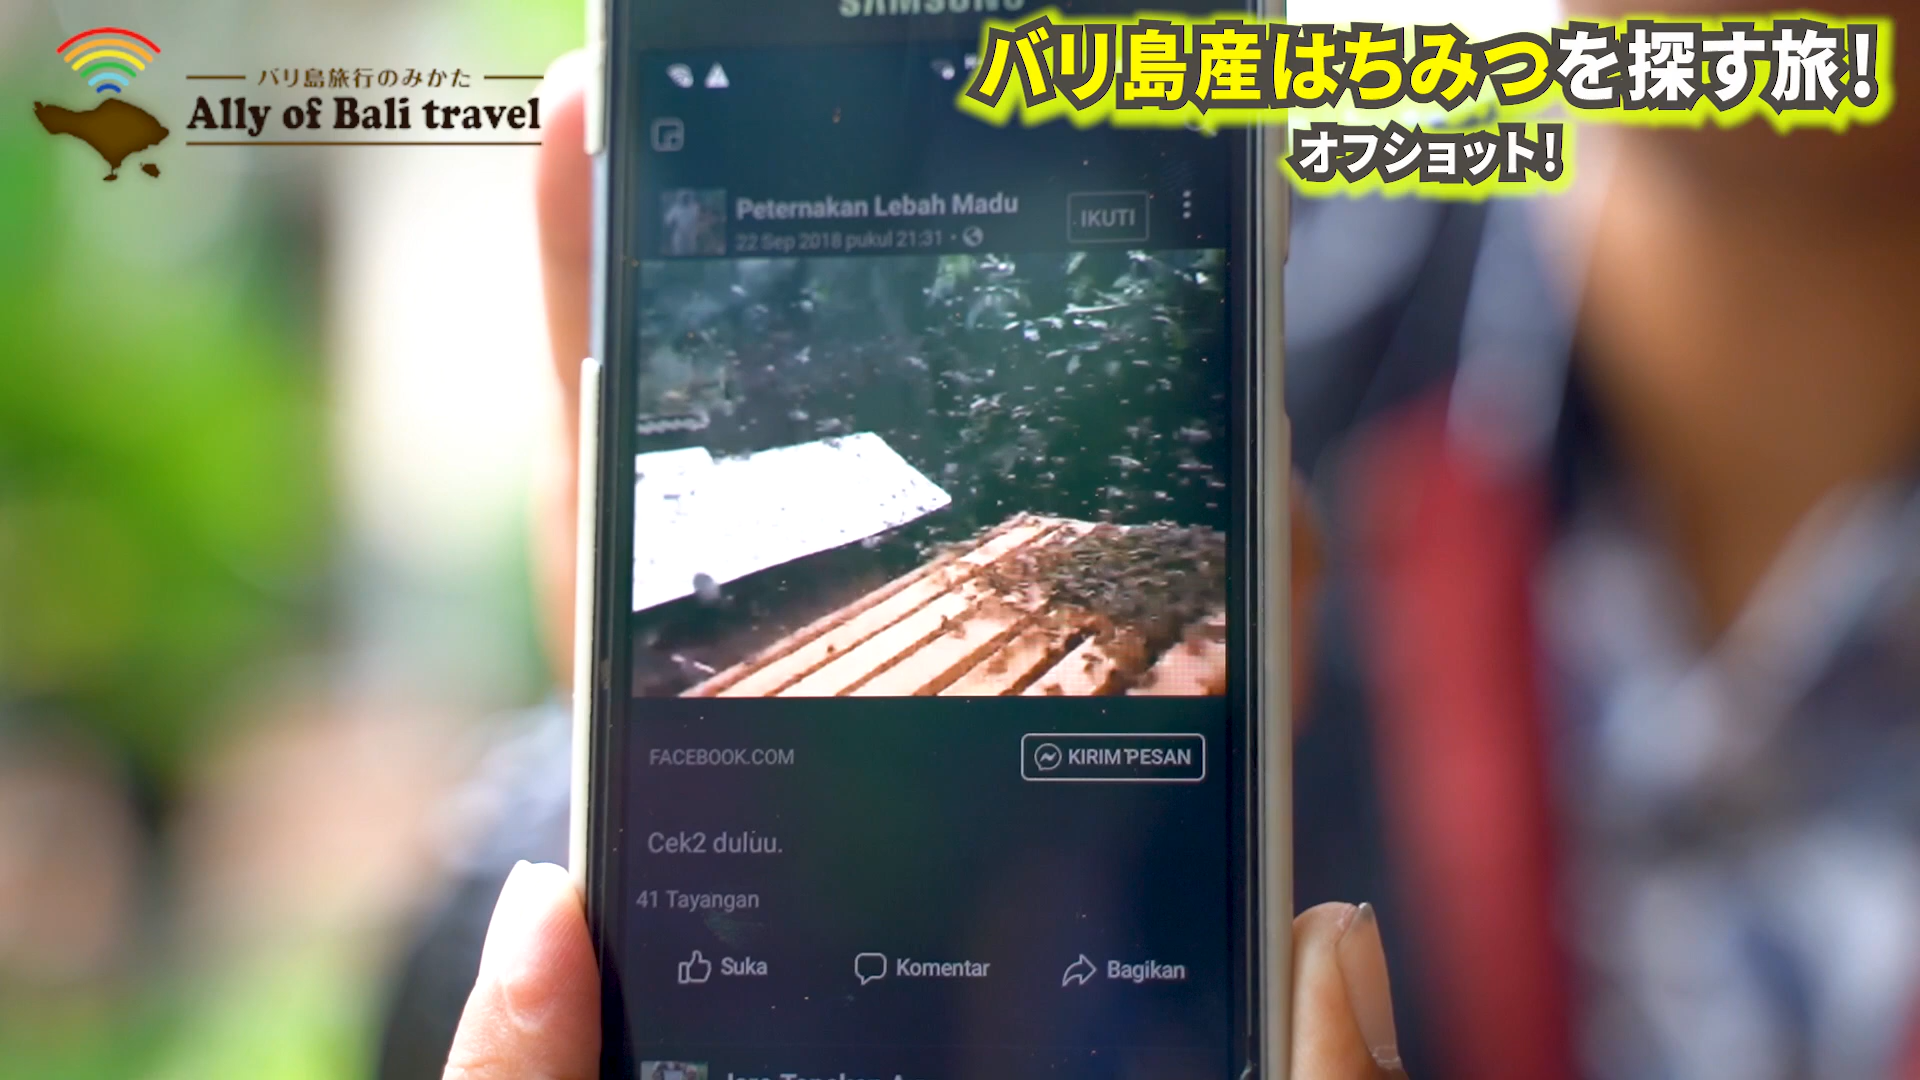 SAMSUNG
バリ島旅行のみかた
Ally of Bali travel
バリ島産はちみつを探す旅!
オフショット!
Peternakan Lebah Madu
22 Sep 2018 pukul 21:31
IKUTI
FACEBOOK.COM
KIRIM PESAN
Cek2 duluu.
41 Tayangan
Suka
Komentar
Bagikan